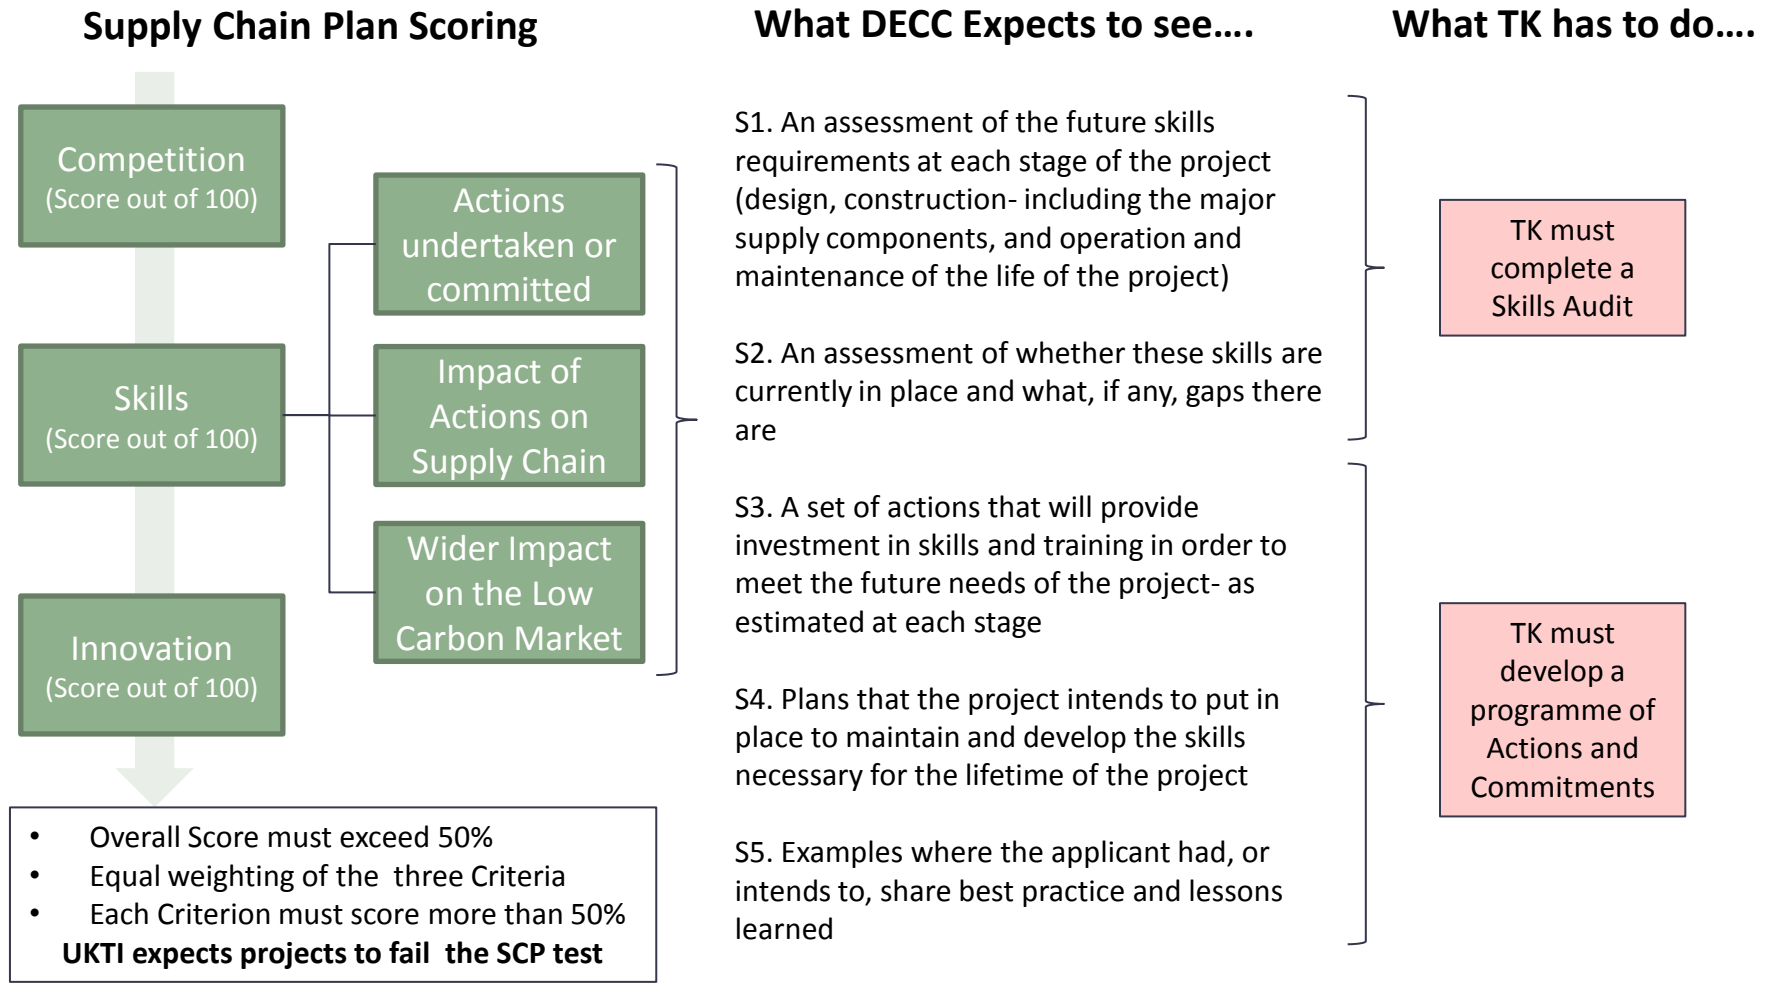 Supply Chain Plan Scoring
What DECC Expects to see....
What TK has to do....
Competition
(Score out of 100)
Skills
(Score out of 100)
Innovation
(Score out of 100)
Actions
undertaken or
committed
Impact of
Actions on
Supply Chain
Wider Impact
on the Low
Carbon Market
• Overall Score must exceed 50%
• Equal weighting of the  three Criteria
• Each Criterion must score more than 50%
UKTI expects projects to fail  the SCP test
S1. An assessment of the future skills
requirements at each stage of the project
(design, construction- including the major
supply components, and operation and
maintenance of the life of the project)
S2. An assessment of whether these skills are
currently in place and what, if any, gaps there
are
S3. A set of actions that will provide
investment in skills and training in order to
meet the future needs of the project- as
estimated at each stage
S4. Plans that the project intends to put in
place to maintain and develop the skills
necessary for the lifetime of the project
S5. Examples where the applicant had, or
intends to, share best practice and lessons
learned
TK must
complete a
Skills Audit
TK must
develop a
programme of
Actions and
Commitments